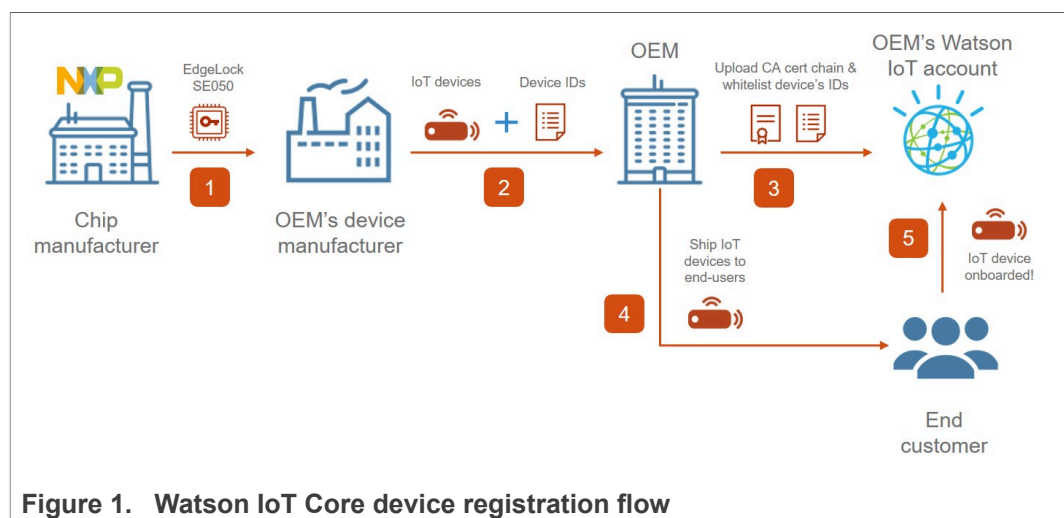 NXP
EdgeLock
SE050
1
Chip
manufacturer
OEM's device
manufacturer
IoT devices
Device IDs
2
OEM
Upload CA cert chain &
whitelist device's IDs
3
OEM's Watson
IoT account
Ship IoT
devices to
end-users
4
5
IoT device
onboarded!
End
customer
Figure 1. Watson IoT Core device registration flow